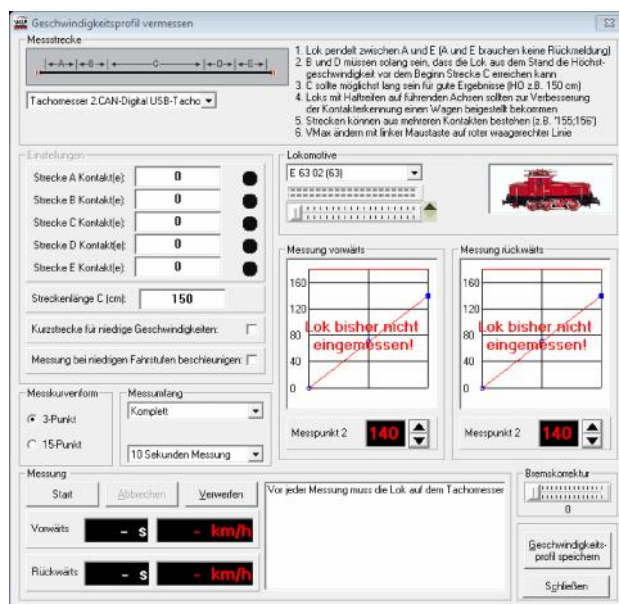 Geschwindigkeitsprofil vermessen
Messstrecke
|←A→|←B→|← C →|←D→|←E→|
Tachomesser 2.CAN-Digital USB-Tacho
1. Lok pendelt zwischen A und E (A und E brauchen keine Rückmeldung)
2. B und D müssen solang sein, dass die Lok aus dem Stand die Höchst-
geschwindigkeit vor dem Beginn Strecke C erreichen kann
3. C sollte möglichst lang sein für gute Ergebnisse (HO z.B. 150 cm)
4. Loks mit Haftreifen auf führenden Achsen sollten zur Verbesserung
der Kontakterkennung einen Wagen beigestellt bekommen
5. Strecken können aus mehreren Kontakten bestehen (z.B. "155;156")
6. VMax ändern mit linker Maustaste auf roter waagerechter Linie
Einstellungen
Strecke A Kontakt(e): 0
Strecke B Kontakt(e): 0
Strecke C Kontakt(e): 0
Strecke D Kontakt(e): 0
Strecke E Kontakt(e): 0
Streckenlänge C (cm): 150
Kurzstrecke für niedrige Geschwindigkeiten:
Messung bei niedrigen Fahrstufen beschleunigen:
Lokomotive
E 63 02 (63)
Messung vorwärts
160
120
80
40
0
Lok bisher nicht
eingemessen!
Messpunkt 2 140
Messung rückwärts
160
120
80
40
0
Lok bisher nicht
eingemessen!
Messpunkt 2 140
Messkurvenform
3-Punkt
15-Punkt
Messumfang
Komplett
10 Sekunden Messung
Messung
Start Abbrechen Verwerfen
Vorwärts - s - km/h
Rückwärts - s - km/h
Vor jeder Messung muss die Lok auf dem Tachomesser
Bremskorrektur
0
Geschwindigkeits-
profil speichern
Schließen